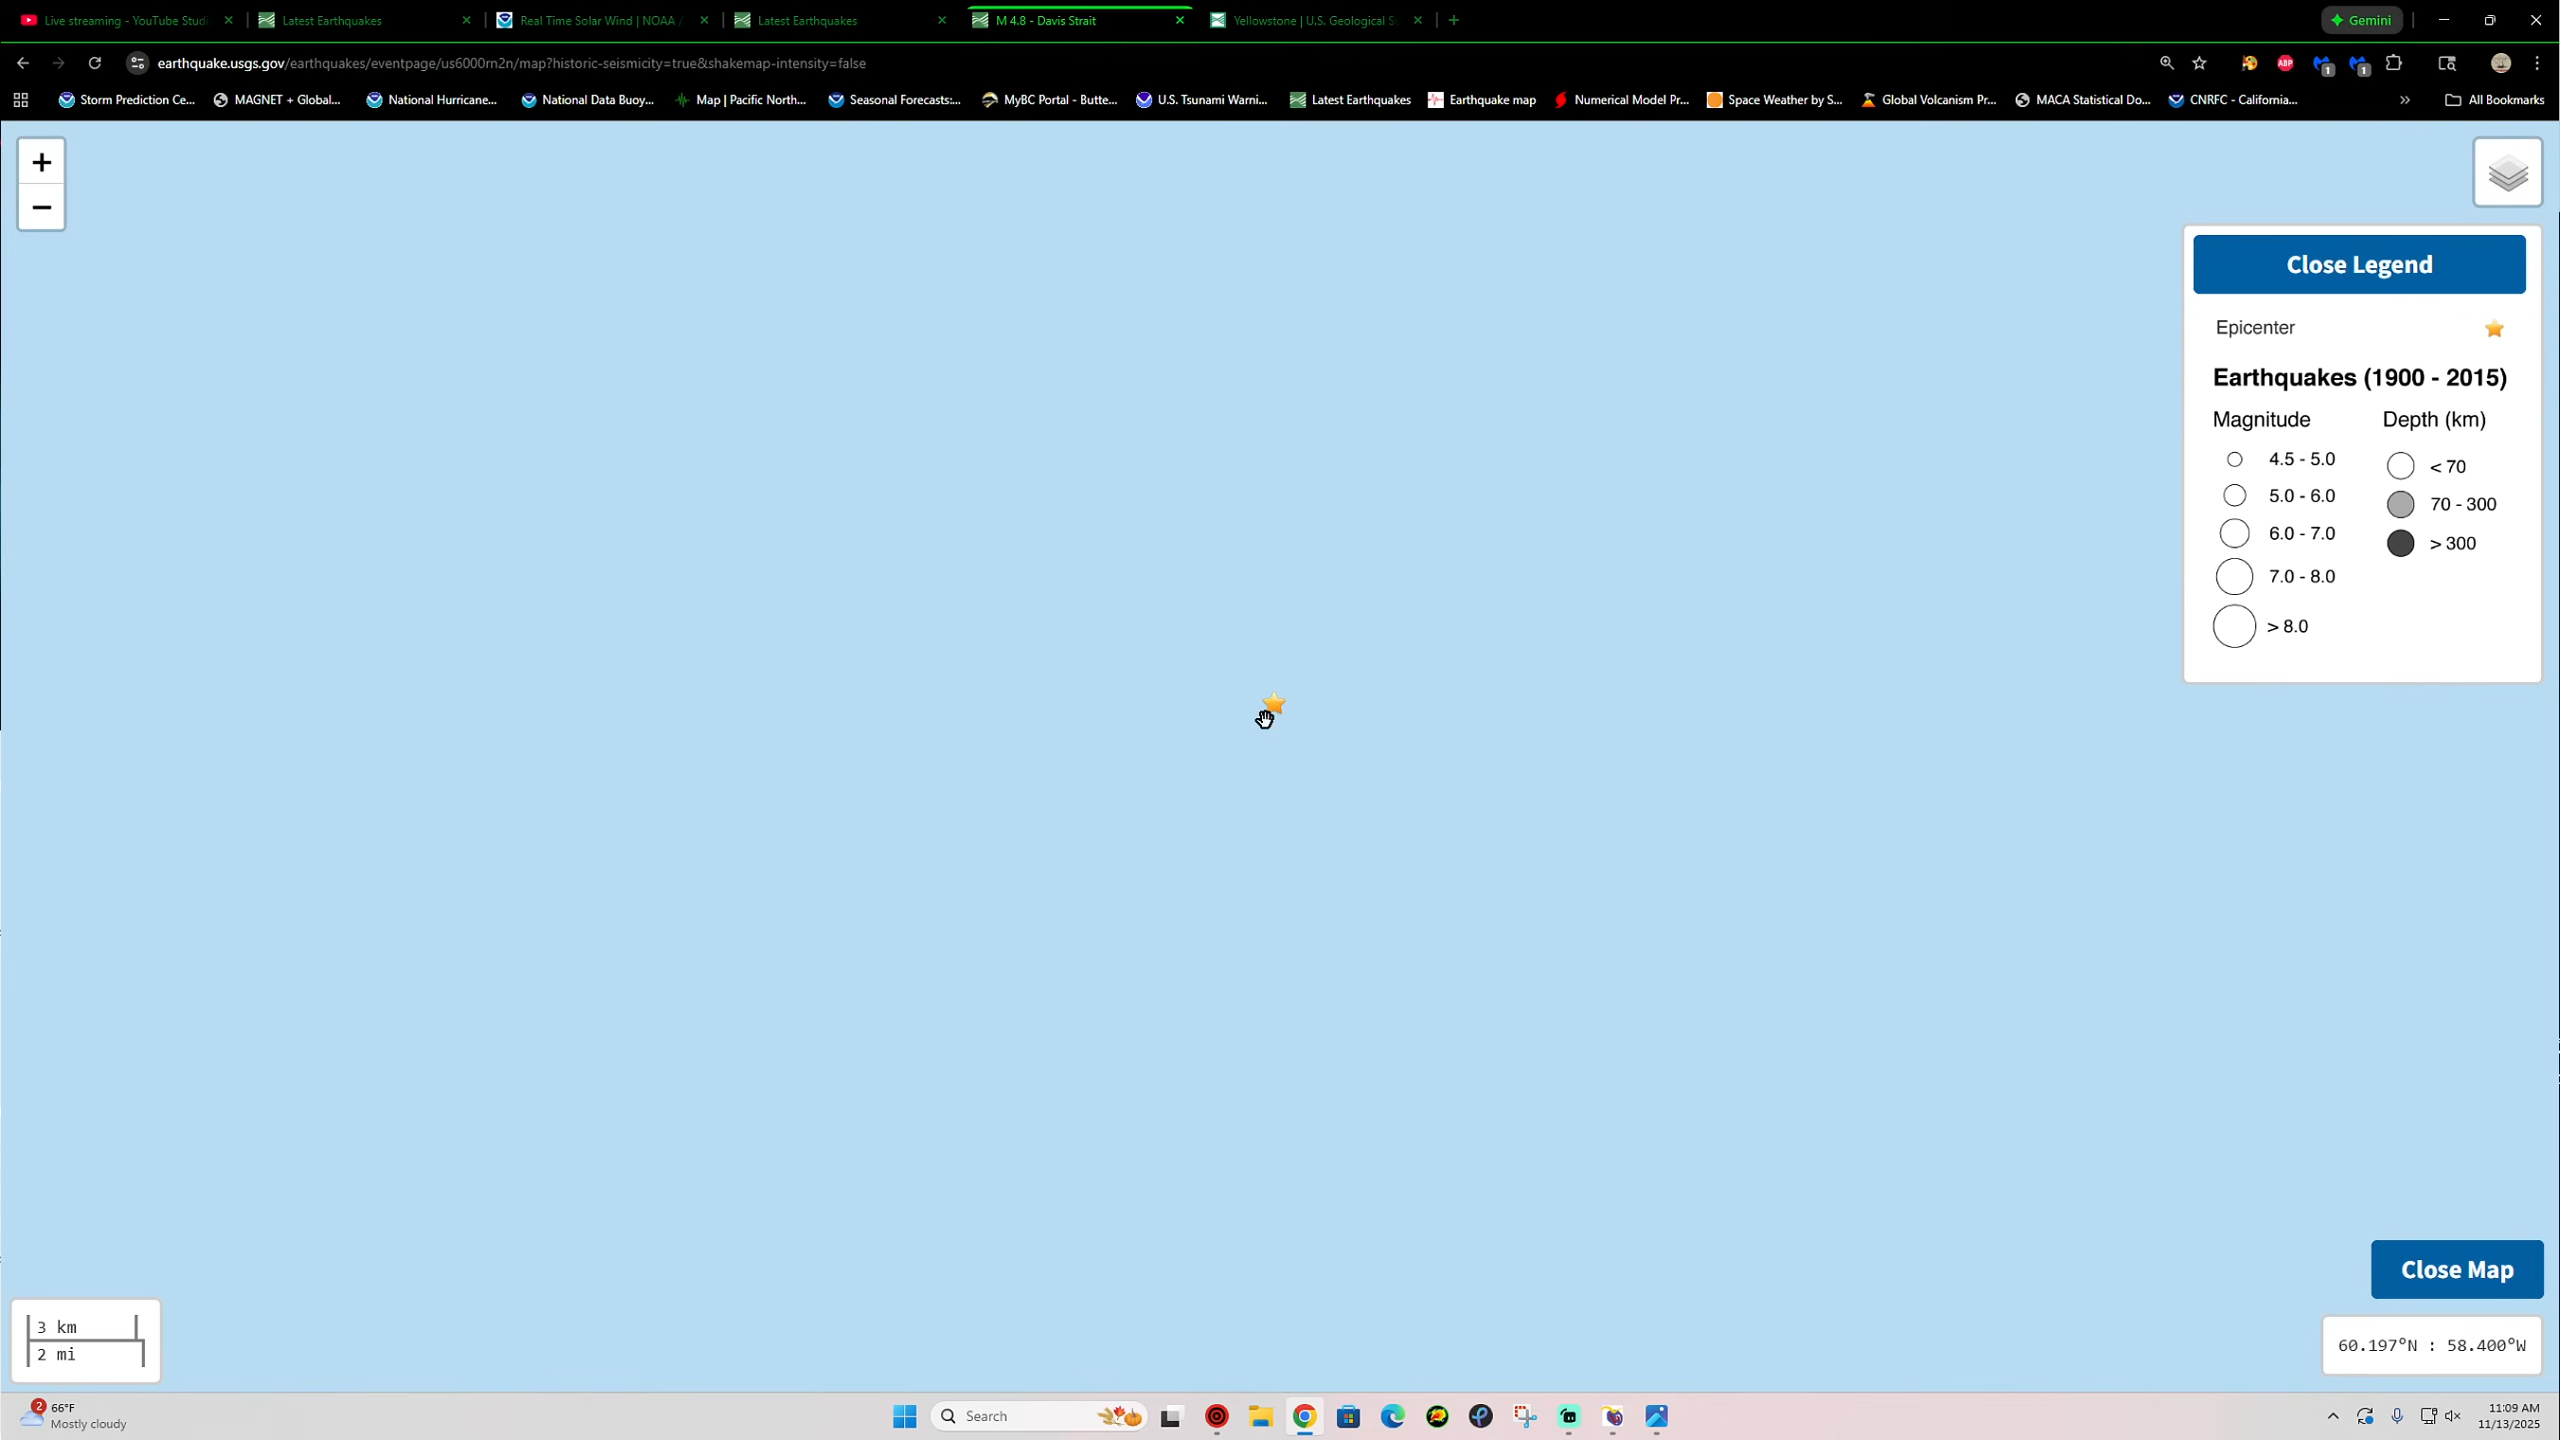 Live streaming - YouTube Studi
Latest Earthquakes
Real Time Solar Wind | NOAA /
Latest Earthquakes
M 4.8 - Davis Strait
Yellowstone | U.S. Geological S
Gemini
earthquake.usgs.gov/earthquakes/eventpage/us6000rn2n/map?historic-seismicity=true&shakemap-intensity=false
ABP
1
1
Storm Prediction Ce...
MAGNET + Global...
National Hurricane...
National Data Buoy...
Map | Pacific North...
Seasonal Forecasts:...
MyBC Portal - Butte...
U.S. Tsunami Warni...
Latest Earthquakes
Earthquake map
Numerical Model Pr...
Space Weather by S...
Global Volcanism Pr...
MACA Statistical Do...
CNRFC - California...
»
All Bookmarks
+
−
Close Legend
Epicenter
Earthquakes (1900 - 2015)
Magnitude Depth (km)
4.5 - 5.0 < 70
5.0 - 6.0 70 - 300
6.0 - 7.0 > 300
7.0 - 8.0
> 8.0
Close Map
3 km
2 mi
60.197°N : 58.400°W
2
66°F
Mostly cloudy
Search
11:09 AM
11/13/2025